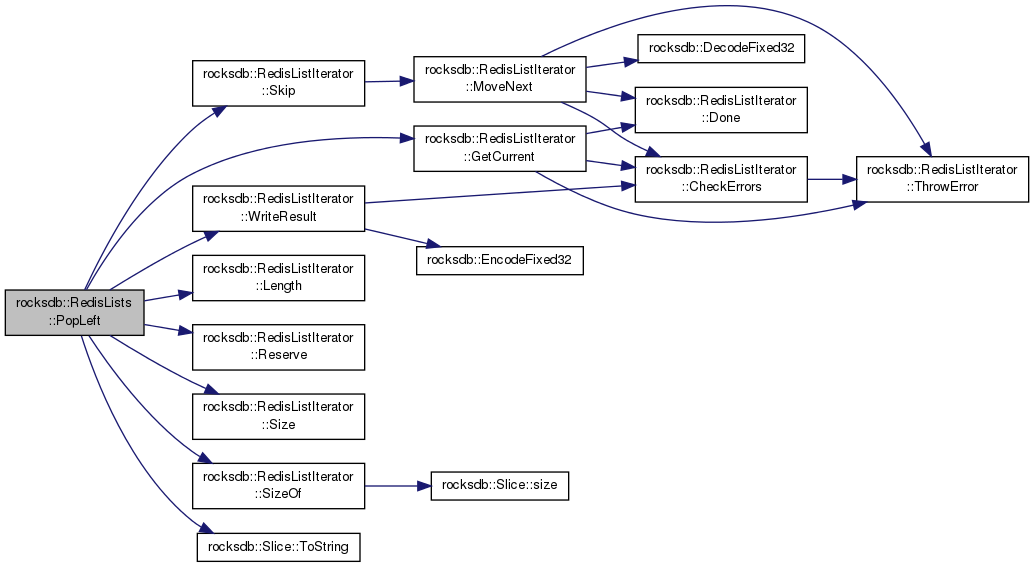 rocksdb::RedisLists
::PopLeft
rocksdb::RedisListIterator
::Skip
rocksdb::RedisListIterator
::MoveNext
rocksdb::DecodeFixed32
rocksdb::RedisListIterator
::Done
rocksdb::RedisListIterator
::GetCurrent
rocksdb::RedisListIterator
::CheckErrors
rocksdb::RedisListIterator
::ThrowError
rocksdb::RedisListIterator
::WriteResult
rocksdb::EncodeFixed32
rocksdb::RedisListIterator
::Length
rocksdb::RedisListIterator
::Reserve
rocksdb::RedisListIterator
::Size
rocksdb::RedisListIterator
::SizeOf
rocksdb::Slice::size
rocksdb::Slice::ToString